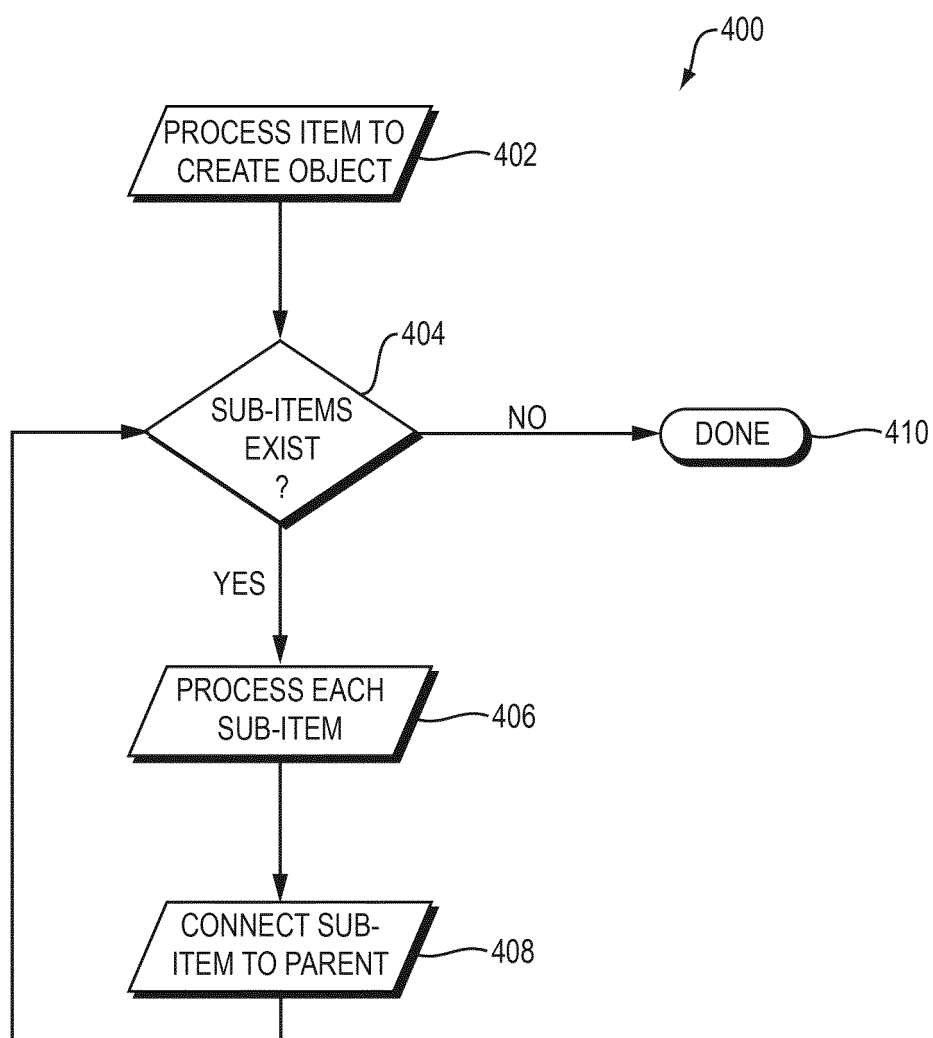 400
PROCESS ITEM TO
CREATE OBJECT
402
404
SUB-ITEMS
EXIST
?
NO
DONE
410
YES
PROCESS EACH
SUB-ITEM
406
CONNECT SUB-
ITEM TO PARENT
408